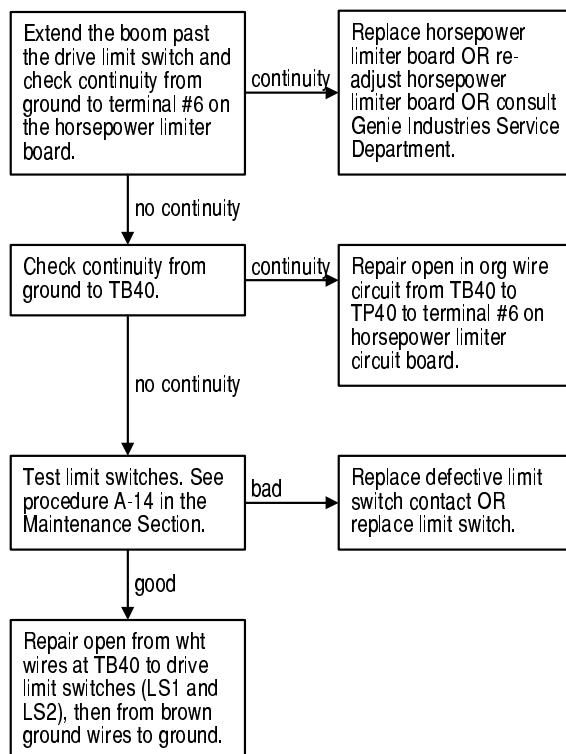 Extend the boom past
the drive limit switch and
check continuity from
ground to terminal #6 on
the horsepower limiter
board.
continuity
Replace horsepower
limiter board OR re-
adjust horsepower
limiter board OR consult
Genie Industries Service
Department.
no continuity
Check continuity from
ground to TB40.
continuity
Repair open in org wire
circuit from TB40 to
TP40 to terminal #6 on
horsepower limiter
circuit board.
no continuity
Test limit switches. See
procedure A-14 in the
Maintenance Section.
bad
Replace defective limit
switch contact OR
replace limit switch.
good
Repair open from wht
wires at TB40 to drive
limit switches (LS1 and
LS2), then from brown
ground wires to ground.